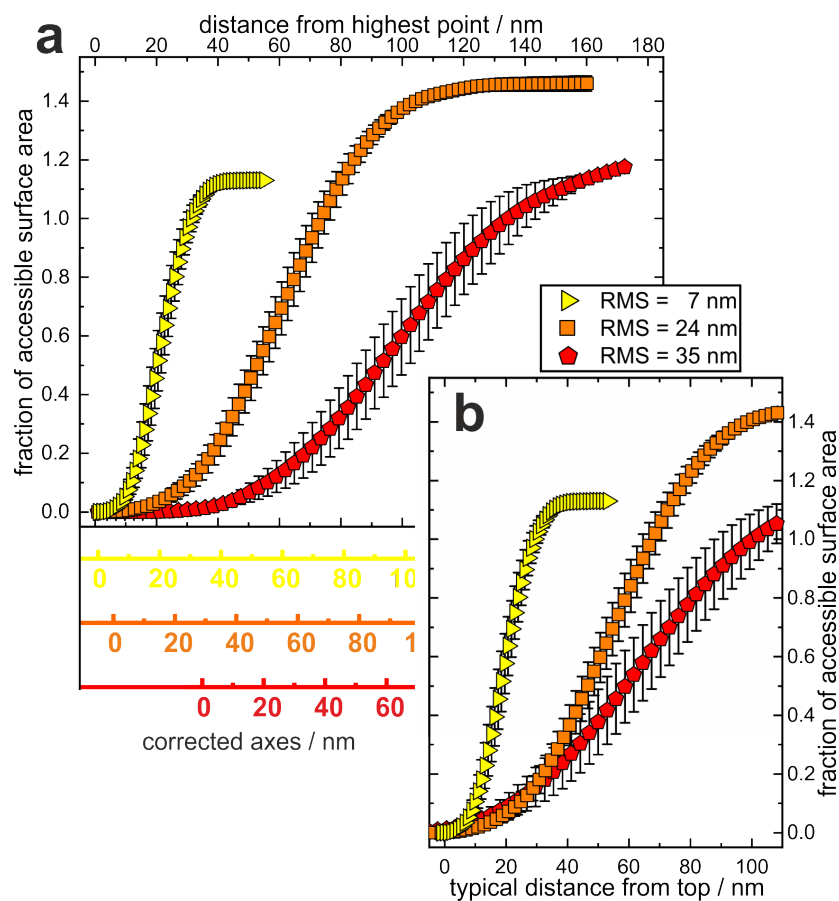 a
distance from highest point / nm
0 20 40 60 80 100 120 140 160 180
fraction of accessible surface area
1.4
1.2
1.0
0.8
0.6
0.4
0.2
0.0
RMS = 7 nm
RMS = 24 nm
RMS = 35 nm
0 20 40 60 80 10
0 20 40 60 80 1
0 20 40 60
corrected axes / nm
b
1.4
1.2
1.0
0.8
0.6
0.4
0.2
0.0
fraction of accessible surface area
0 20 40 60 80 100
typical distance from top / nm